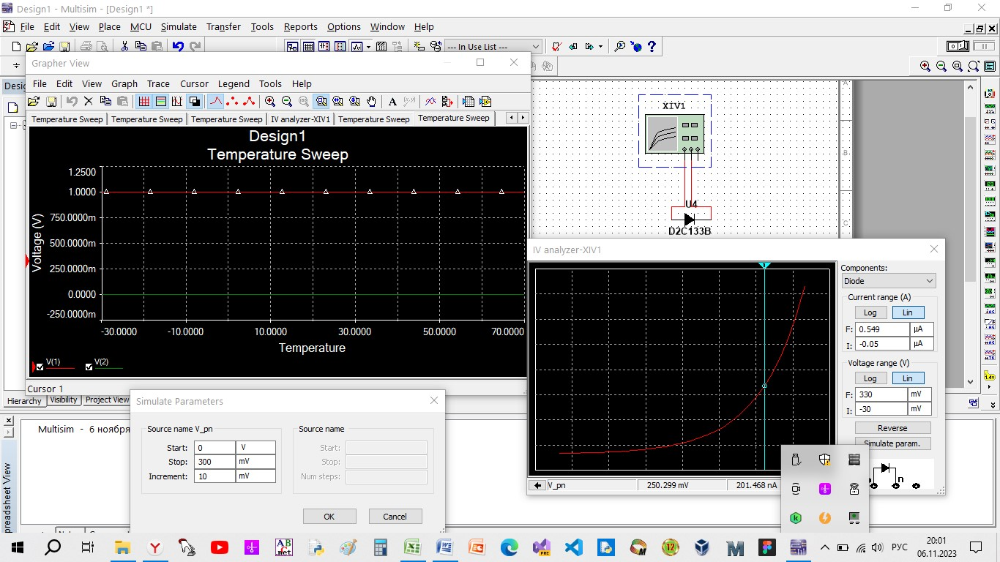 Design1 - Multisim - [Design1 *]
File Edit View Place MCU Simulate Transfer Tools Reports Options Window Help
--- In Use List ---
Grapher View
File Edit View Graph Trace Cursor Legend Tools Help
Temperature Sweep Temperature Sweep Temperature Sweep IV analyzer-XIV1 Temperature Sweep Temperature Sweep
Design1
Temperature Sweep
1.2500
1.0000
750.0000m
500.0000m
250.0000m
0.0000
-250.0000m
Voltage (V)
-30.0000 -10.0000 10.0000 30.0000 50.0000 70.0000
Temperature
V(1) V(2)
Cursor 1
Hierarchy Visibility Project View
XIV1
U4
D2C133B
A
B
C
IV analyzer-XIV1
Components:
Diode
Current range (A)
Log Lin
F: 0.549 µA
I: -0.05 µA
Voltage range (V)
Log Lin
F: 330 mV
I: -30 mV
Reverse
Simulate param.
n
V_pn 250.299 mV 201.468 nA
Simulate Parameters
Source name V_pn
Start: 0 V
Stop: 300 mV
Increment: 10 mV
Source name
Start:
Stop:
Num steps:
OK Cancel
Multisim - 6 ноября
preadsheet View
РУС
20:01
06.11.2023